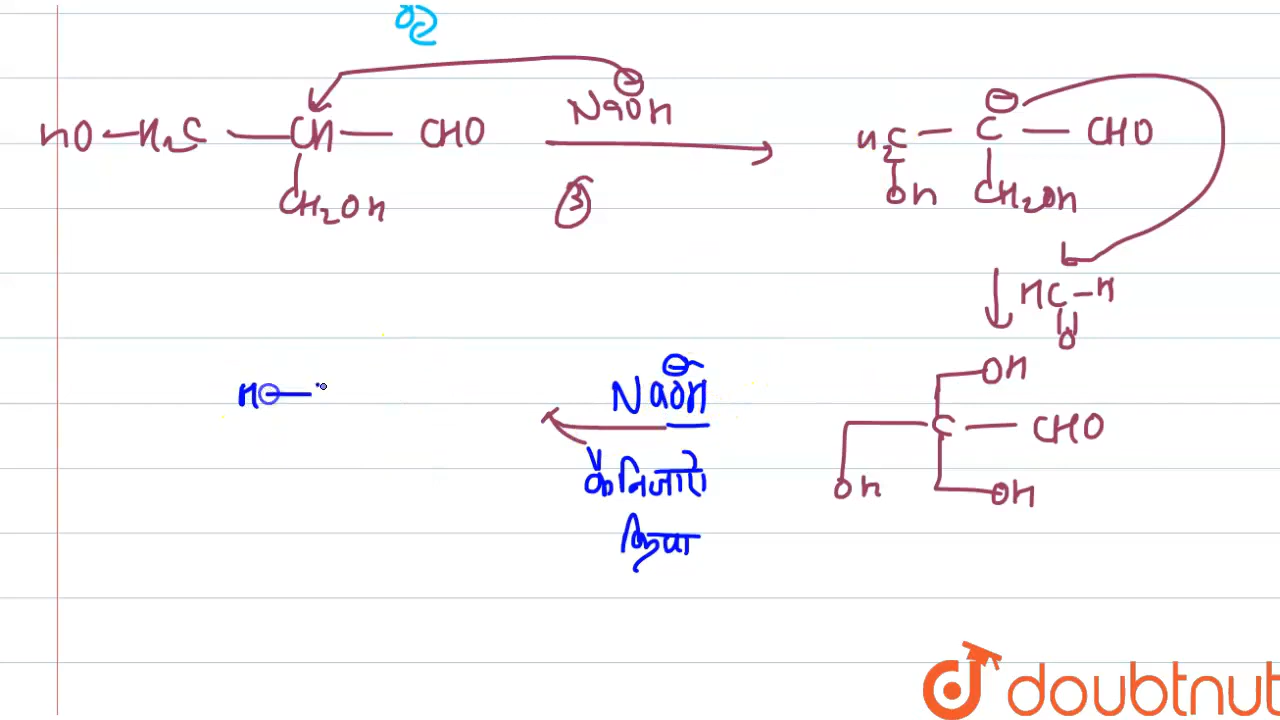 HO—H₂C—CH—CHO
CH₂OH
NaOH
⊖
3
H₂C—C—CHO
⊖
OH
CH₂OH
HC—H
O
OH
C—CHO
OH
OH
NaOH
⊖
कैनिजारो
क्रिया
HO—
doubtnut